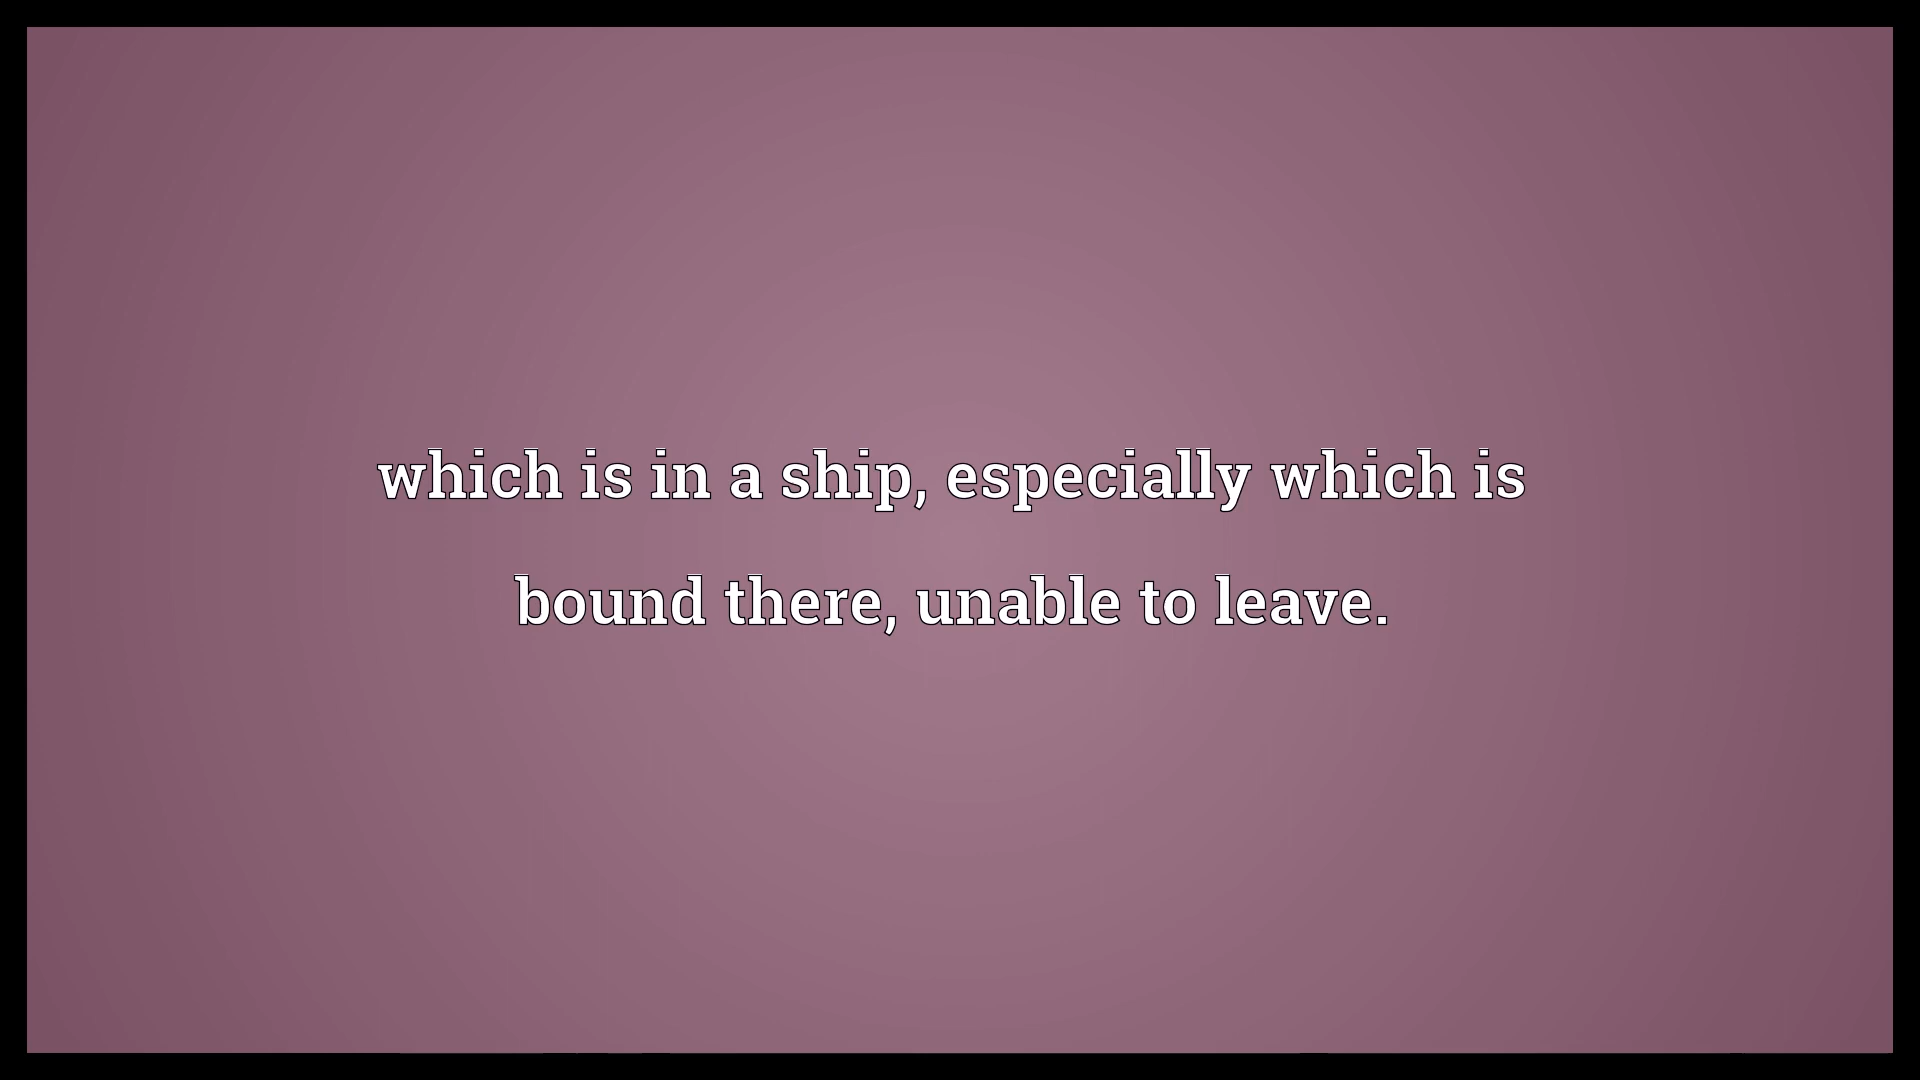 which is in a ship, especially which is
bound there, unable to leave.